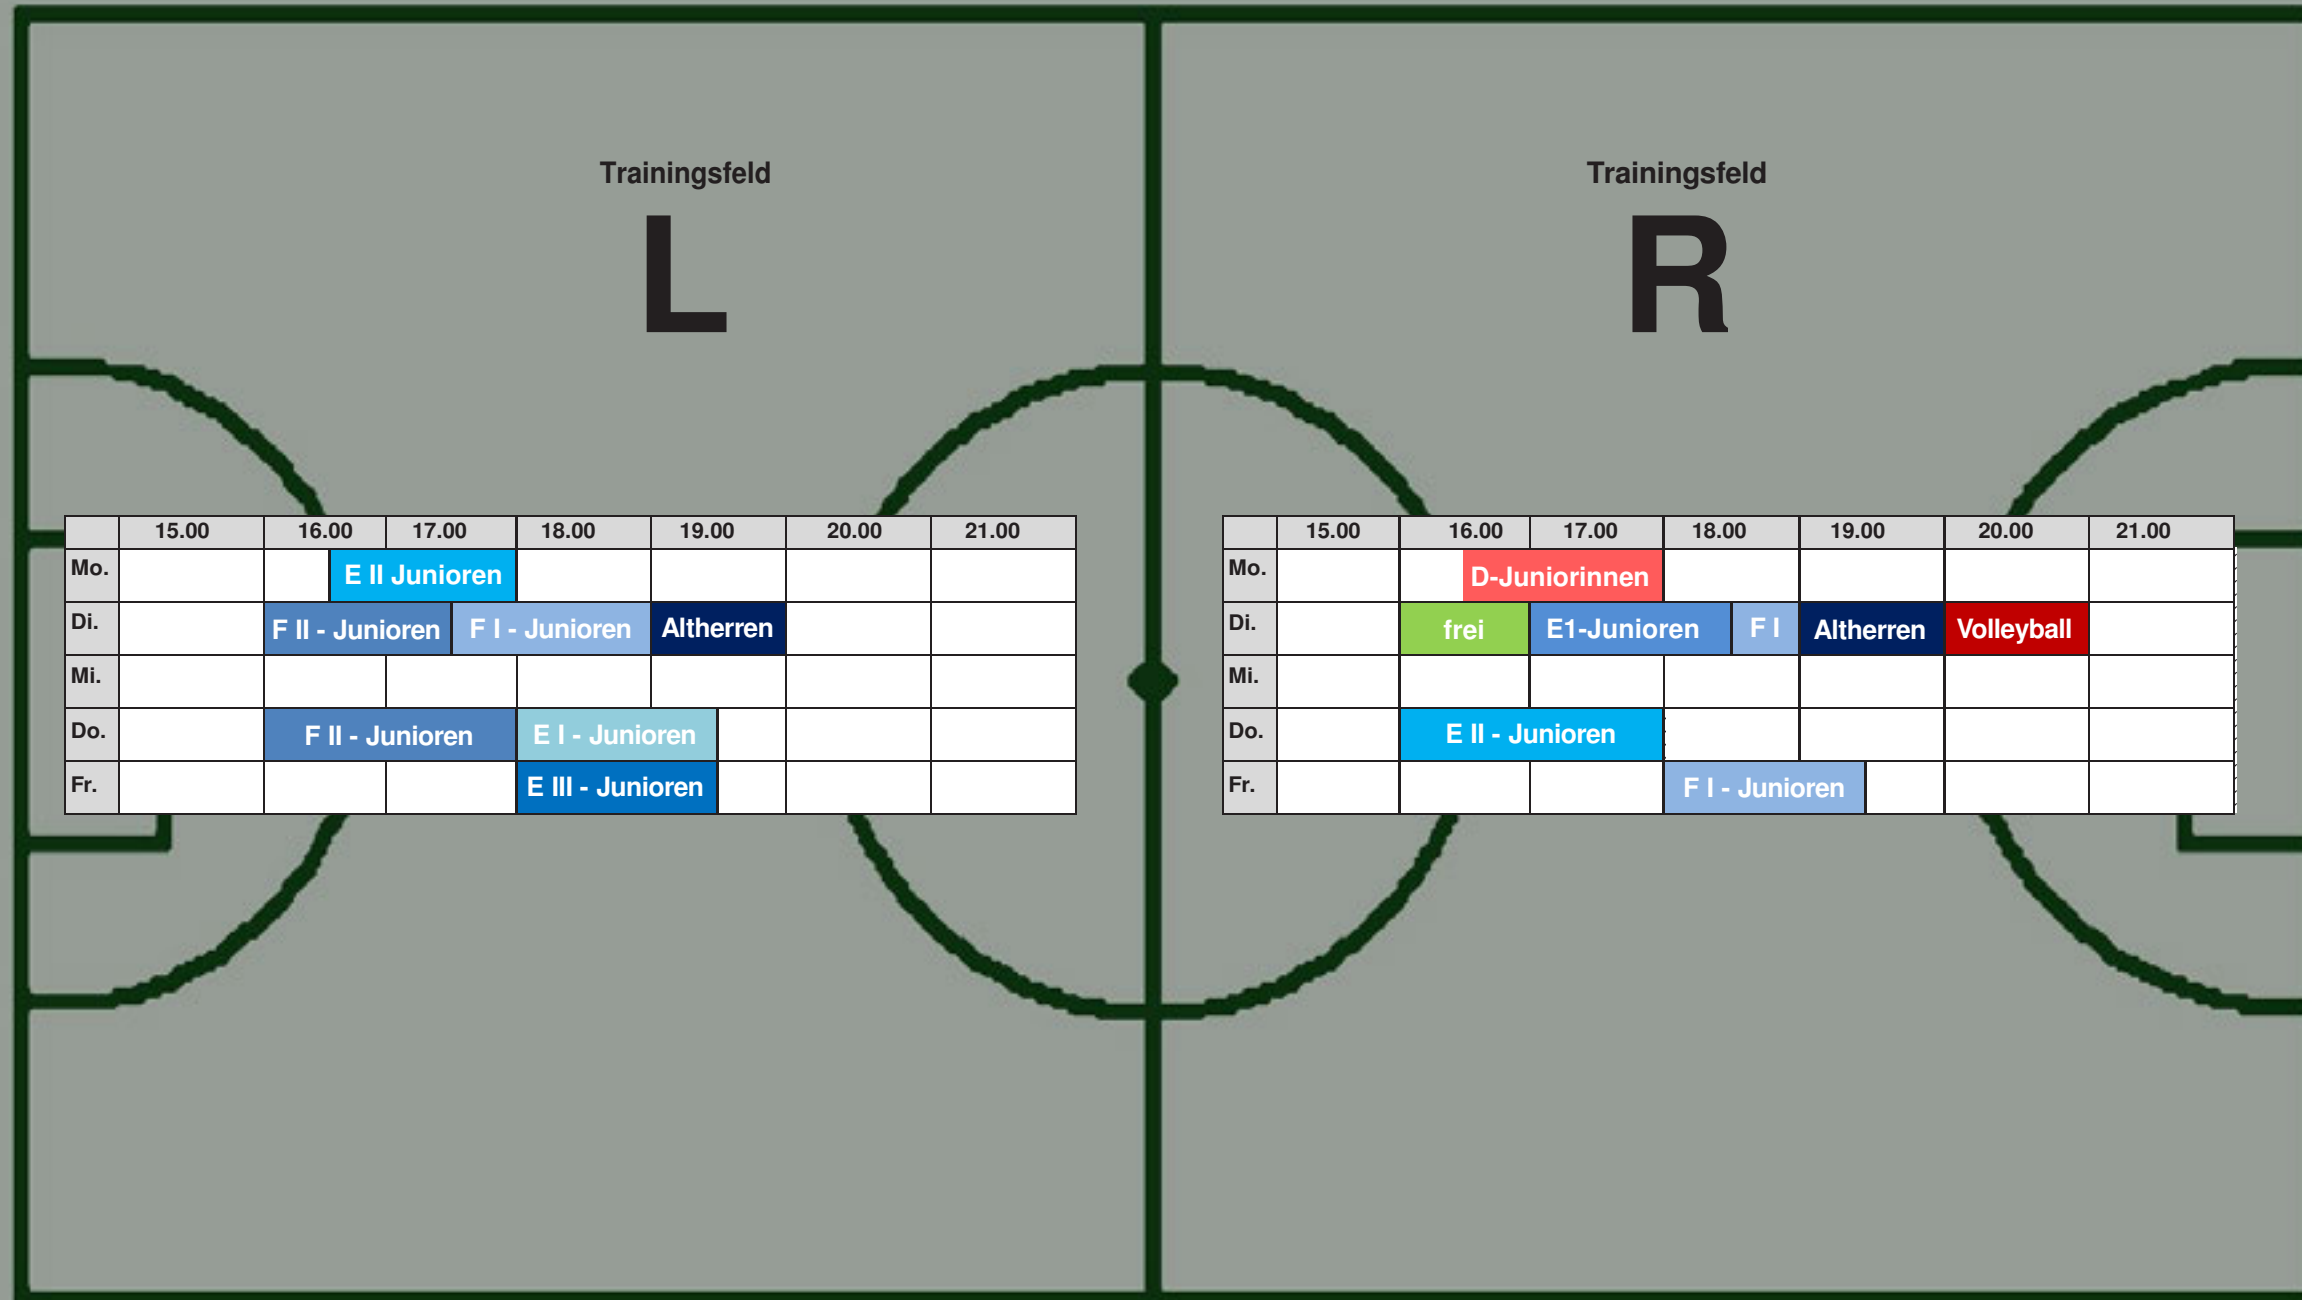 Trainingsfeld
L
Trainingsfeld
R
15.00 16.00 17.00 18.00 19.00 20.00 21.00
Mo. E II Junioren
Di. F II - Junioren F I - Junioren Altherren
Mi.
Do. F II - Junioren E I - Junioren
Fr. E III - Junioren
15.00 16.00 17.00 18.00 19.00 20.00 21.00
Mo. D-Juniorinnen
Di. frei E1-Junioren F I Altherren Volleyball
Mi.
Do. E II - Junioren
Fr. F I - Junioren